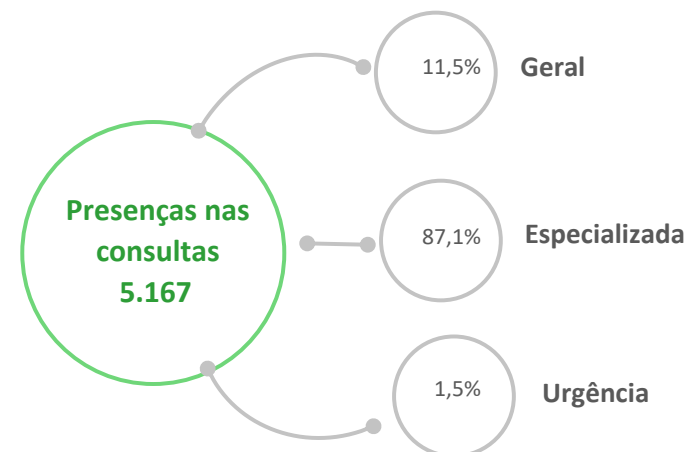 Presenças nas
consultas
5.167
11,5% Geral
87,1% Especializada
1,5% Urgência